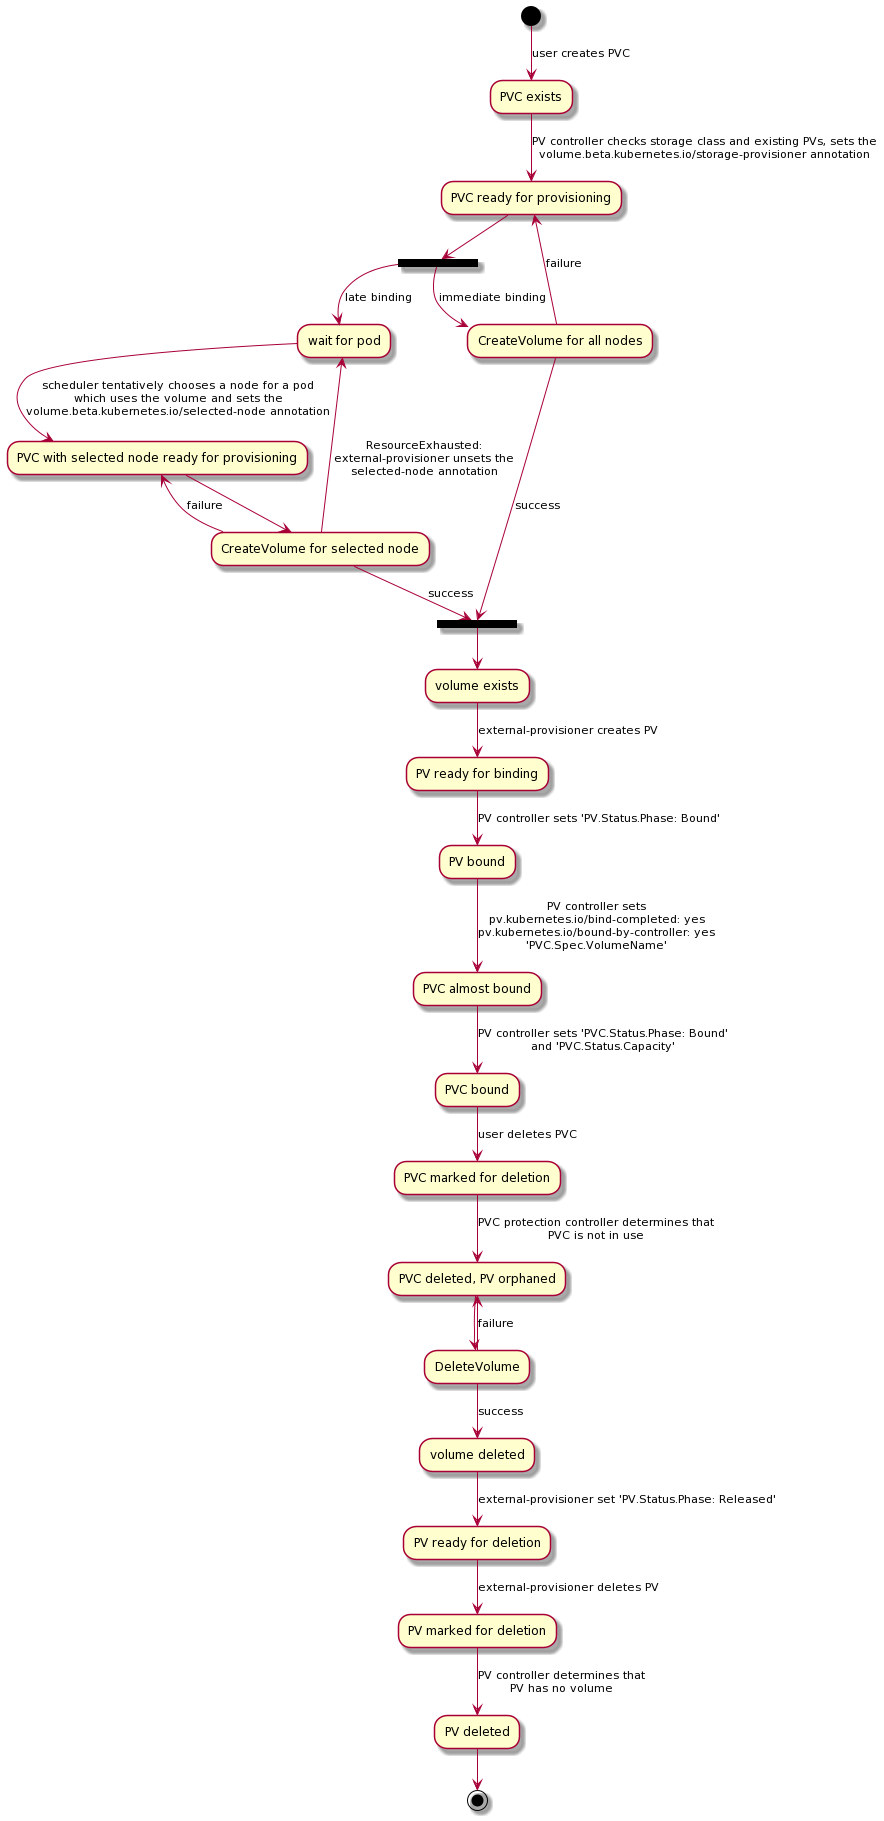 user creates PVC
PVC exists
PV controller checks storage class and existing PVs, sets the
volume.beta.kubernetes.io/storage-provisioner annotation
PVC ready for provisioning
failure
late binding
immediate binding
wait for pod
CreateVolume for all nodes
scheduler tentatively chooses a node for a pod
which uses the volume and sets the
volume.beta.kubernetes.io/selected-node annotation
ResourceExhausted:
external-provisioner unsets the
selected-node annotation
PVC with selected node ready for provisioning
failure
success
CreateVolume for selected node
success
volume exists
external-provisioner creates PV
PV ready for binding
PV controller sets 'PV.Status.Phase: Bound'
PV bound
PV controller sets
pv.kubernetes.io/bind-completed: yes
pv.kubernetes.io/bound-by-controller: yes
'PVC.Spec.VolumeName'
PVC almost bound
PV controller sets 'PVC.Status.Phase: Bound'
and 'PVC.Status.Capacity'
PVC bound
user deletes PVC
PVC marked for deletion
PVC protection controller determines that
PVC is not in use
PVC deleted, PV orphaned
failure
DeleteVolume
success
volume deleted
external-provisioner set 'PV.Status.Phase: Released'
PV ready for deletion
external-provisioner deletes PV
PV marked for deletion
PV controller determines that
PV has no volume
PV deleted